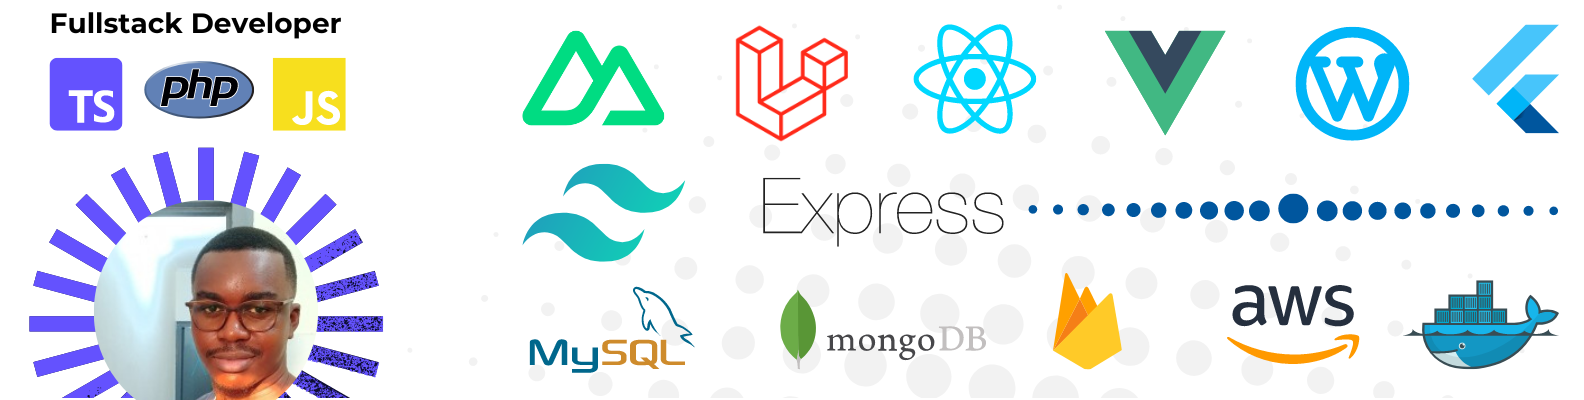 Fullstack Developer
TS
php
JS
W
Express
MySQL
mongoDB
aws